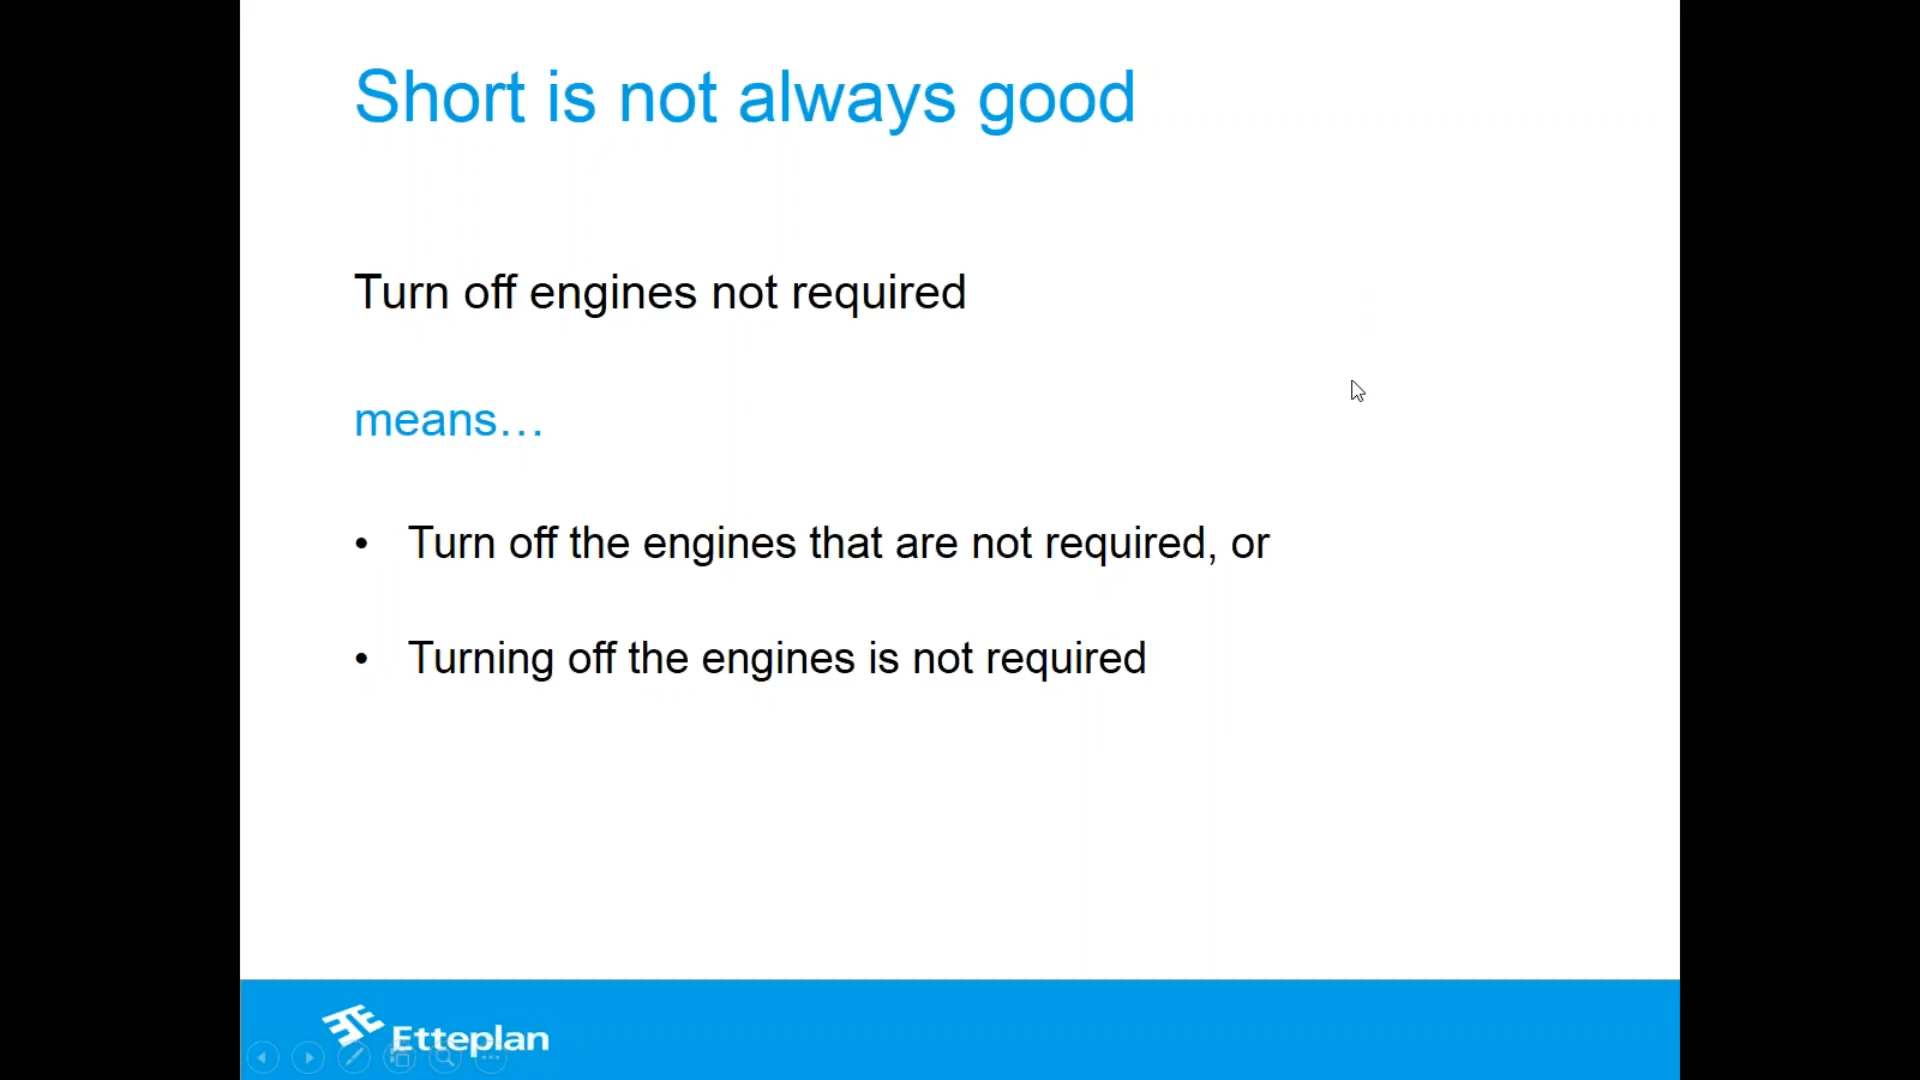 Short is not always good
Turn off engines not required
means…
• Turn off the engines that are not required, or
• Turning off the engines is not required
Etteplan